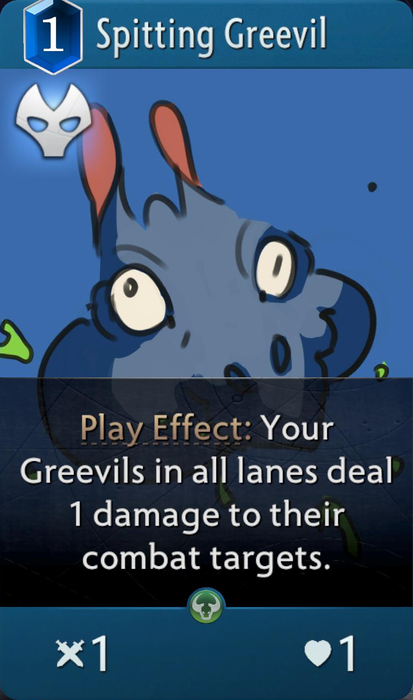 1 Spitting Greevil
Play Effect: Your
Greevils in all lanes deal
1 damage to their
combat targets.
1 1